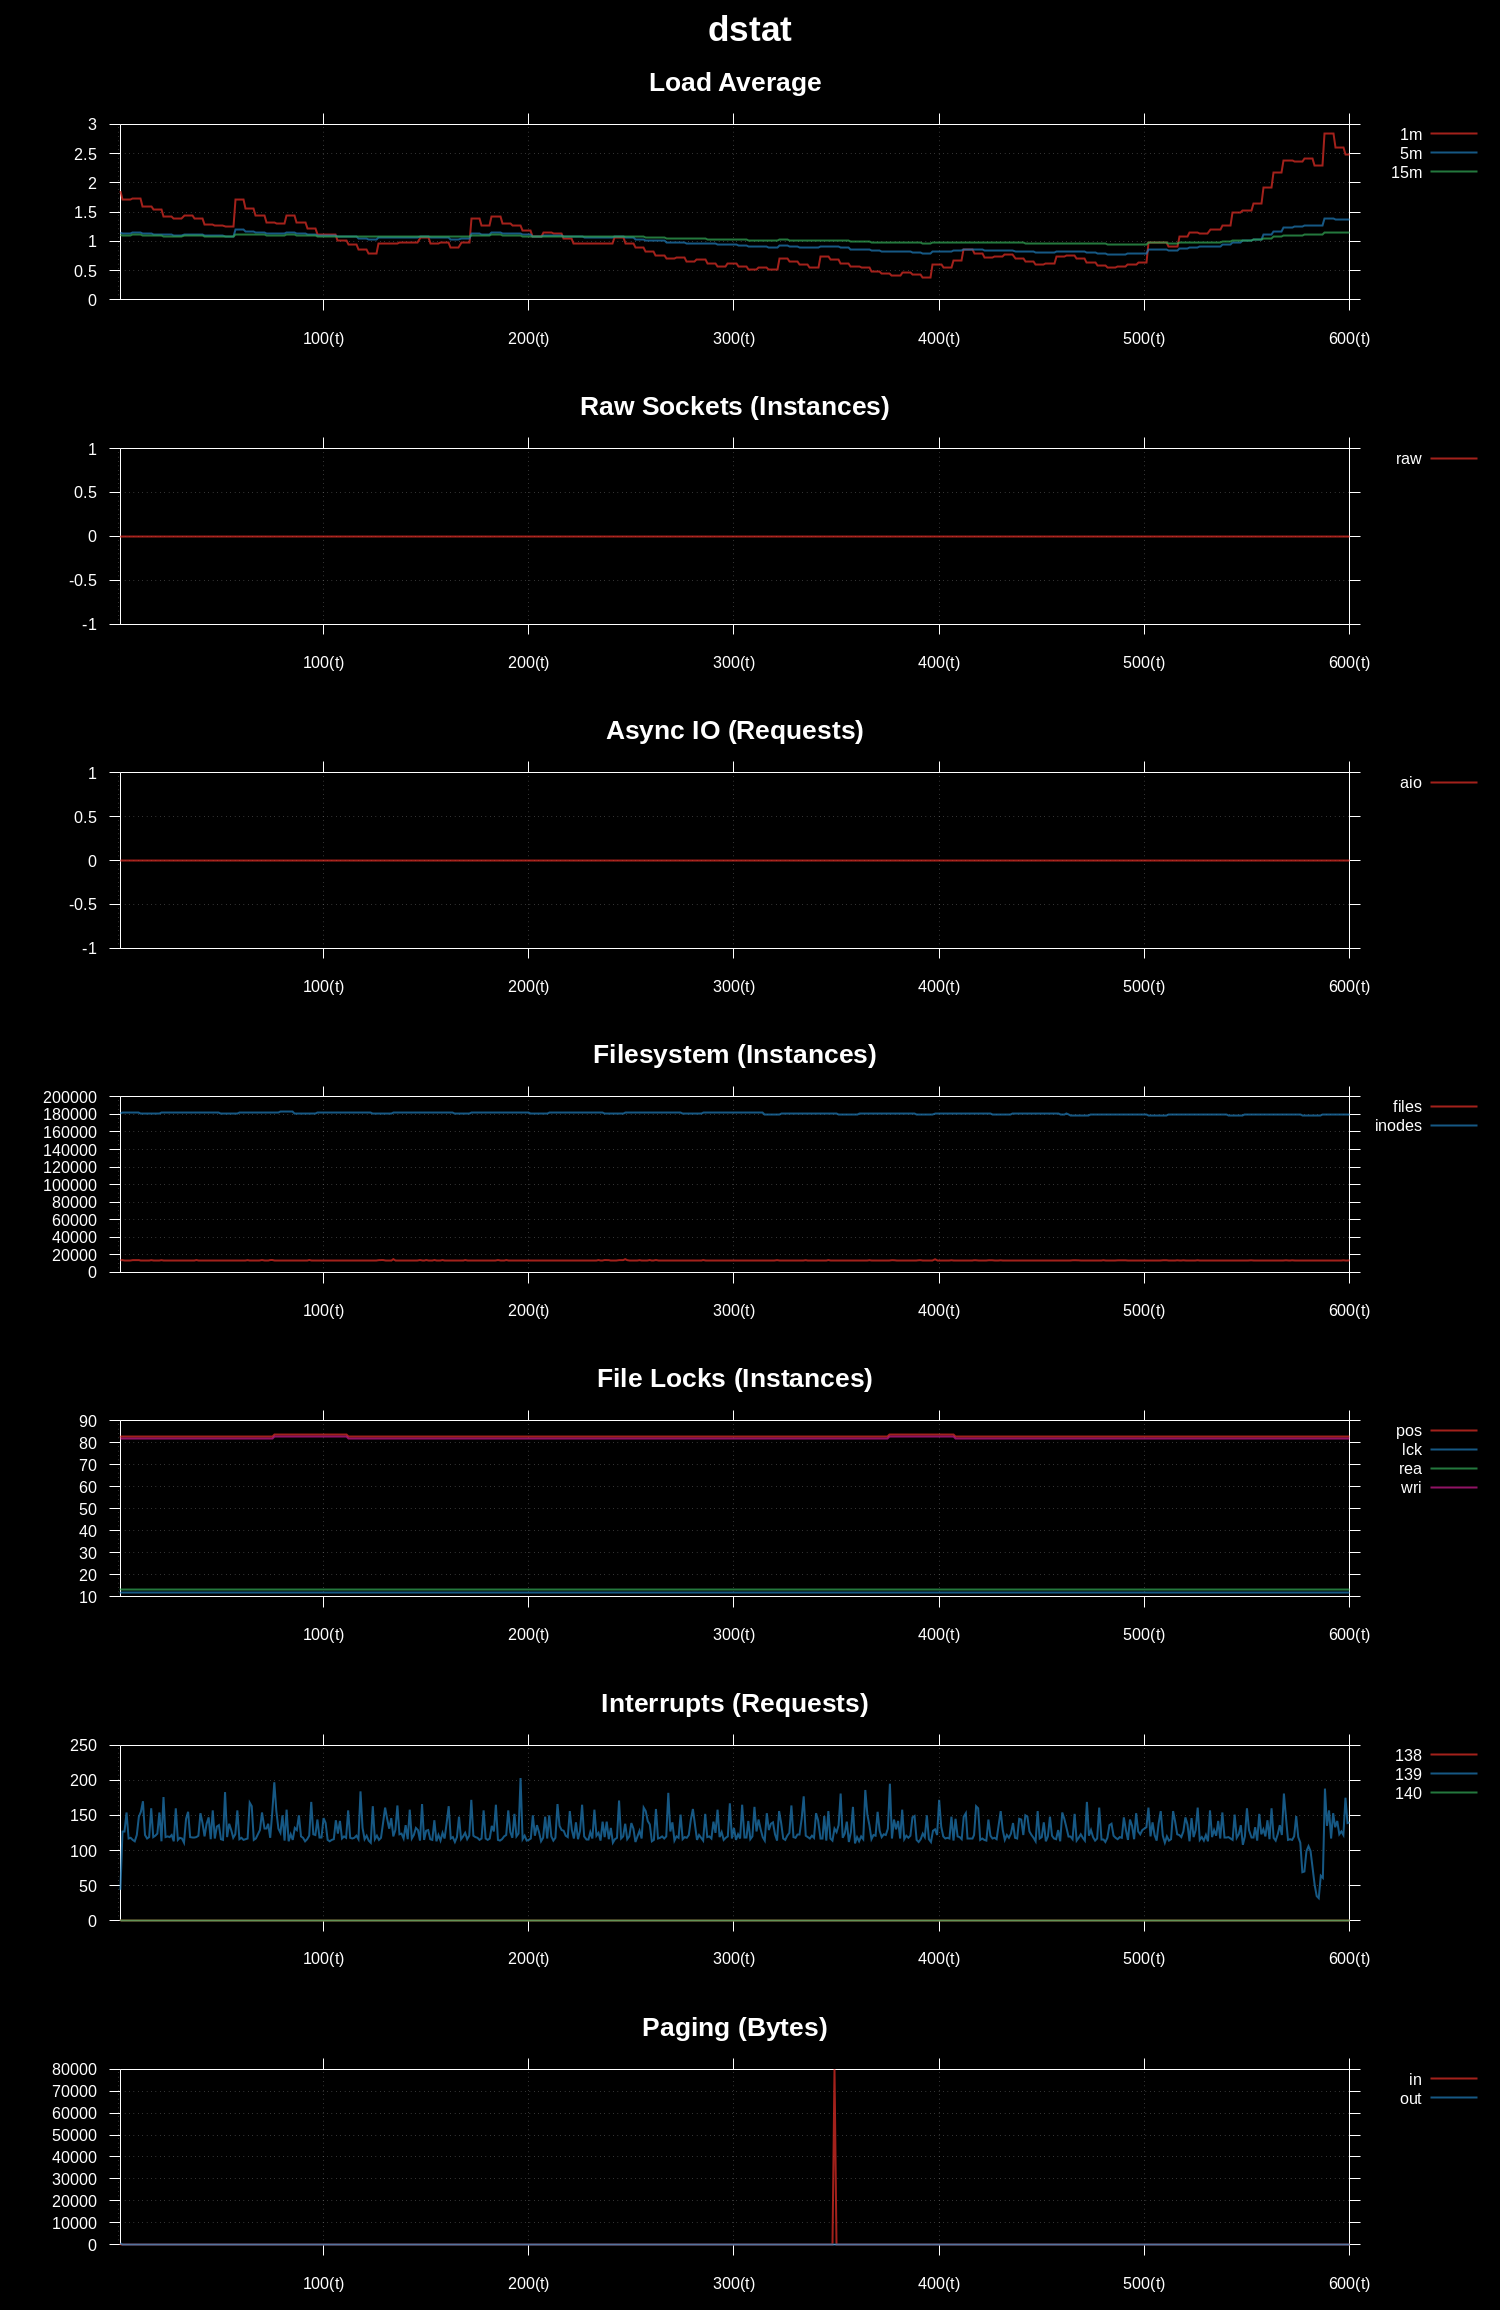 dstat
Load Average
3
2.5
2
1.5
1
0.5
0
1m
5m
15m
100(t) 200(t) 300(t) 400(t) 500(t) 600(t)
Raw Sockets (Instances)
1
0.5
0
-0.5
-1
raw
100(t) 200(t) 300(t) 400(t) 500(t) 600(t)
Async IO (Requests)
1
0.5
0
-0.5
-1
aio
100(t) 200(t) 300(t) 400(t) 500(t) 600(t)
Filesystem (Instances)
200000
180000
160000
140000
120000
100000
80000
60000
40000
20000
0
files
inodes
100(t) 200(t) 300(t) 400(t) 500(t) 600(t)
File Locks (Instances)
90
80
70
60
50
40
30
20
10
pos
lck
rea
wri
100(t) 200(t) 300(t) 400(t) 500(t) 600(t)
Interrupts (Requests)
250
200
150
100
50
0
138
139
140
100(t) 200(t) 300(t) 400(t) 500(t) 600(t)
Paging (Bytes)
80000
70000
60000
50000
40000
30000
20000
10000
0
in
out
100(t) 200(t) 300(t) 400(t) 500(t) 600(t)